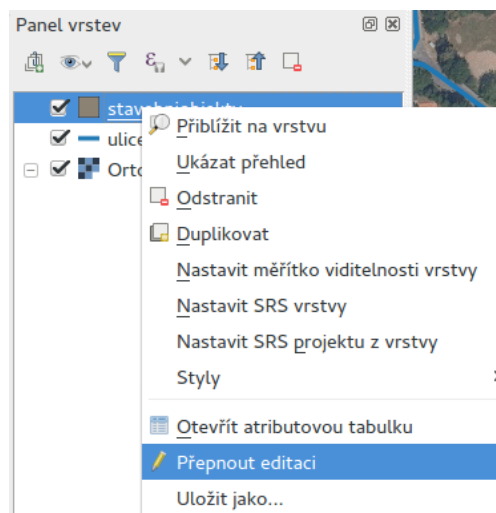 Panel vrstev
stavebniobjekty
Přiblížit na vrstvu
ulice
Ukázat přehled
Odstranit
Duplikovat
Nastavit měřítko viditelnosti vrstvy
Nastavit SRS vrstvy
Nastavit SRS projektu z vrstvy
Styly
Otevřít atributovou tabulku
Přepnout editaci
Uložit jako...